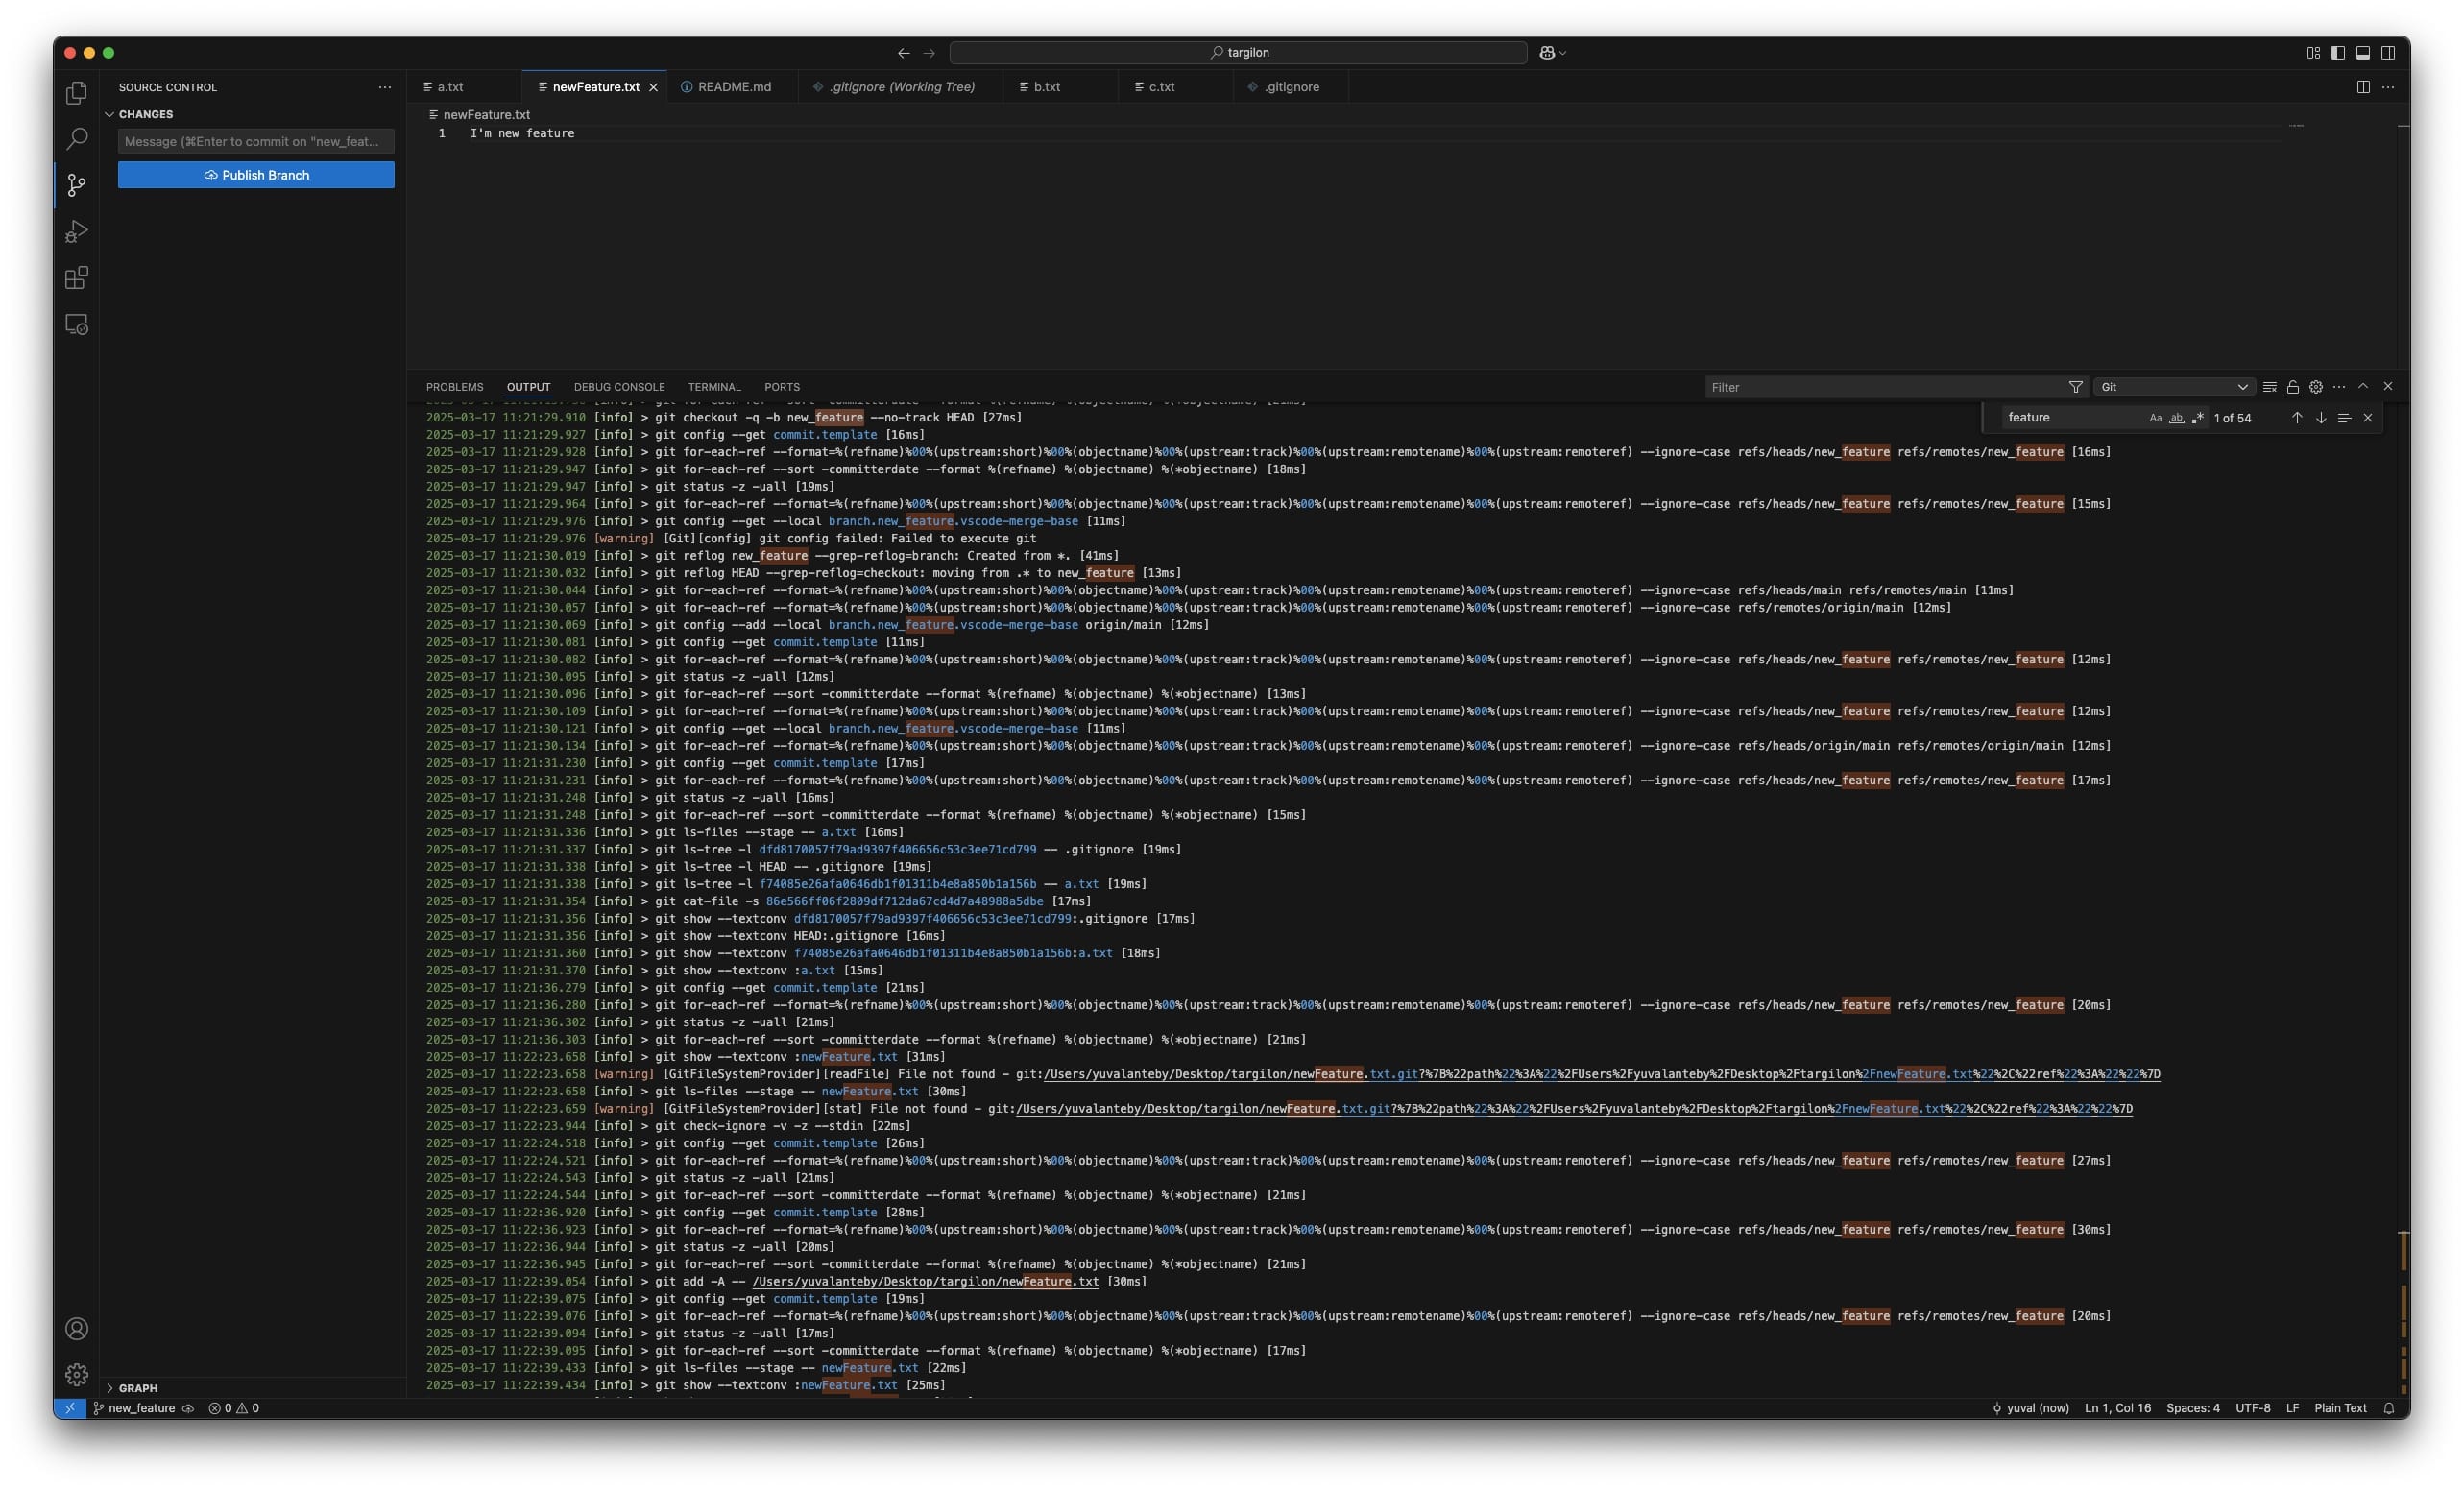 targilon
SOURCE CONTROL
CHANGES
Message (⌘Enter to commit on "new_feat...
Publish Branch
a.txt
newFeature.txt
README.md
.gitignore (Working Tree)
b.txt
c.txt
.gitignore
newFeature.txt
1 I'm new feature
PROBLEMS OUTPUT DEBUG CONSOLE TERMINAL PORTS
Filter
Git
feature
Aa ab 1 of 54
2025-03-17 11:21:29.910 [info] > git checkout -q -b new_feature --no-track HEAD [27ms]
2025-03-17 11:21:29.927 [info] > git config --get commit.template [16ms]
2025-03-17 11:21:29.928 [info] > git for-each-ref --format=%(refname)%00%(upstream:short)%00%(objectname)%00%(upstream:track)%00%(upstream:remotename)%00%(upstream:remoteref) --ignore-case refs/heads/new_feature refs/remotes/new_feature [16ms]
2025-03-17 11:21:29.947 [info] > git for-each-ref --sort -committerdate --format %(refname) %(objectname) %(*objectname) [18ms]
2025-03-17 11:21:29.947 [info] > git status -z -uall [19ms]
2025-03-17 11:21:29.964 [info] > git for-each-ref --format=%(refname)%00%(upstream:short)%00%(objectname)%00%(upstream:track)%00%(upstream:remotename)%00%(upstream:remoteref) --ignore-case refs/heads/new_feature refs/remotes/new_feature [15ms]
2025-03-17 11:21:29.976 [info] > git config --get --local branch.new_feature.vscode-merge-base [11ms]
2025-03-17 11:21:29.976 [warning] [Git][config] git config failed: Failed to execute git
2025-03-17 11:21:30.019 [info] > git reflog new_feature --grep-reflog=branch: Created from *. [41ms]
2025-03-17 11:21:30.032 [info] > git reflog HEAD --grep-reflog=checkout: moving from .* to new_feature [13ms]
2025-03-17 11:21:30.044 [info] > git for-each-ref --format=%(refname)%00%(upstream:short)%00%(objectname)%00%(upstream:track)%00%(upstream:remotename)%00%(upstream:remoteref) --ignore-case refs/heads/main refs/remotes/main [11ms]
2025-03-17 11:21:30.057 [info] > git for-each-ref --format=%(refname)%00%(upstream:short)%00%(objectname)%00%(upstream:track)%00%(upstream:remotename)%00%(upstream:remoteref) --ignore-case refs/remotes/origin/main [12ms]
2025-03-17 11:21:30.069 [info] > git config --add --local branch.new_feature.vscode-merge-base origin/main [12ms]
2025-03-17 11:21:30.081 [info] > git config --get commit.template [11ms]
2025-03-17 11:21:30.082 [info] > git for-each-ref --format=%(refname)%00%(upstream:short)%00%(objectname)%00%(upstream:track)%00%(upstream:remotename)%00%(upstream:remoteref) --ignore-case refs/heads/new_feature refs/remotes/new_feature [12ms]
2025-03-17 11:21:30.095 [info] > git status -z -uall [12ms]
2025-03-17 11:21:30.096 [info] > git for-each-ref --sort -committerdate --format %(refname) %(objectname) %(*objectname) [13ms]
2025-03-17 11:21:30.109 [info] > git for-each-ref --format=%(refname)%00%(upstream:short)%00%(objectname)%00%(upstream:track)%00%(upstream:remotename)%00%(upstream:remoteref) --ignore-case refs/heads/new_feature refs/remotes/new_feature [12ms]
2025-03-17 11:21:30.121 [info] > git config --get --local branch.new_feature.vscode-merge-base [11ms]
2025-03-17 11:21:30.134 [info] > git for-each-ref --format=%(refname)%00%(upstream:short)%00%(objectname)%00%(upstream:track)%00%(upstream:remotename)%00%(upstream:remoteref) --ignore-case refs/heads/origin/main refs/remotes/origin/main [12ms]
2025-03-17 11:21:31.230 [info] > git config --get commit.template [17ms]
2025-03-17 11:21:31.231 [info] > git for-each-ref --format=%(refname)%00%(upstream:short)%00%(objectname)%00%(upstream:track)%00%(upstream:remotename)%00%(upstream:remoteref) --ignore-case refs/heads/new_feature refs/remotes/new_feature [17ms]
2025-03-17 11:21:31.248 [info] > git status -z -uall [16ms]
2025-03-17 11:21:31.248 [info] > git for-each-ref --sort -committerdate --format %(refname) %(objectname) %(*objectname) [15ms]
2025-03-17 11:21:31.336 [info] > git ls-files --stage -- a.txt [16ms]
2025-03-17 11:21:31.337 [info] > git ls-tree -l dfd8170057f79ad9397f406656c53c3ee71cd799 -- .gitignore [19ms]
2025-03-17 11:21:31.338 [info] > git ls-tree -l HEAD -- .gitignore [19ms]
2025-03-17 11:21:31.338 [info] > git ls-tree -l f74085e26afa0646db1f01311b4e8a850b1a156b -- a.txt [19ms]
2025-03-17 11:21:31.354 [info] > git cat-file -s 86e566ff06f2809df712da67cd4d7a48988a5dbe [17ms]
2025-03-17 11:21:31.356 [info] > git show --textconv dfd8170057f79ad9397f406656c53c3ee71cd799:.gitignore [17ms]
2025-03-17 11:21:31.356 [info] > git show --textconv HEAD:.gitignore [16ms]
2025-03-17 11:21:31.360 [info] > git show --textconv f74085e26afa0646db1f01311b4e8a850b1a156b:a.txt [18ms]
2025-03-17 11:21:31.370 [info] > git show --textconv :a.txt [15ms]
2025-03-17 11:21:36.279 [info] > git config --get commit.template [21ms]
2025-03-17 11:21:36.280 [info] > git for-each-ref --format=%(refname)%00%(upstream:short)%00%(objectname)%00%(upstream:track)%00%(upstream:remotename)%00%(upstream:remoteref) --ignore-case refs/heads/new_feature refs/remotes/new_feature [20ms]
2025-03-17 11:21:36.302 [info] > git status -z -uall [21ms]
2025-03-17 11:21:36.303 [info] > git for-each-ref --sort -committerdate --format %(refname) %(objectname) %(*objectname) [21ms]
2025-03-17 11:22:23.658 [info] > git show --textconv :newFeature.txt [31ms]
2025-03-17 11:22:23.658 [warning] [GitFileSystemProvider][readFile] File not found - git:/Users/yuvalanteby/Desktop/targilon/newFeature.txt.git?%7B%22path%22%3A%22%2FUsers%2Fyuvalanteby%2FDesktop%2Ftargilon%2FnewFeature.txt%22%2C%22ref%22%3A%22%22%7D
2025-03-17 11:22:23.658 [info] > git ls-files --stage -- newFeature.txt [30ms]
2025-03-17 11:22:23.659 [warning] [GitFileSystemProvider][stat] File not found - git:/Users/yuvalanteby/Desktop/targilon/newFeature.txt.git?%7B%22path%22%3A%22%2FUsers%2Fyuvalanteby%2FDesktop%2Ftargilon%2FnewFeature.txt%22%2C%22ref%22%3A%22%22%7D
2025-03-17 11:22:23.944 [info] > git check-ignore -v -z --stdin [22ms]
2025-03-17 11:22:24.518 [info] > git config --get commit.template [26ms]
2025-03-17 11:22:24.521 [info] > git for-each-ref --format=%(refname)%00%(upstream:short)%00%(objectname)%00%(upstream:track)%00%(upstream:remotename)%00%(upstream:remoteref) --ignore-case refs/heads/new_feature refs/remotes/new_feature [27ms]
2025-03-17 11:22:24.543 [info] > git status -z -uall [21ms]
2025-03-17 11:22:24.544 [info] > git for-each-ref --sort -committerdate --format %(refname) %(objectname) %(*objectname) [21ms]
2025-03-17 11:22:36.920 [info] > git config --get commit.template [28ms]
2025-03-17 11:22:36.923 [info] > git for-each-ref --format=%(refname)%00%(upstream:short)%00%(objectname)%00%(upstream:track)%00%(upstream:remotename)%00%(upstream:remoteref) --ignore-case refs/heads/new_feature refs/remotes/new_feature [30ms]
2025-03-17 11:22:36.944 [info] > git status -z -uall [20ms]
2025-03-17 11:22:36.945 [info] > git for-each-ref --sort -committerdate --format %(refname) %(objectname) %(*objectname) [21ms]
2025-03-17 11:22:39.054 [info] > git add -A -- /Users/yuvalanteby/Desktop/targilon/newFeature.txt [30ms]
2025-03-17 11:22:39.075 [info] > git config --get commit.template [19ms]
2025-03-17 11:22:39.076 [info] > git for-each-ref --format=%(refname)%00%(upstream:short)%00%(objectname)%00%(upstream:track)%00%(upstream:remotename)%00%(upstream:remoteref) --ignore-case refs/heads/new_feature refs/remotes/new_feature [20ms]
2025-03-17 11:22:39.094 [info] > git status -z -uall [17ms]
2025-03-17 11:22:39.095 [info] > git for-each-ref --sort -committerdate --format %(refname) %(objectname) %(*objectname) [17ms]
2025-03-17 11:22:39.433 [info] > git ls-files --stage -- newFeature.txt [22ms]
2025-03-17 11:22:39.434 [info] > git show --textconv :newFeature.txt [25ms]
GRAPH
new_feature 0 0
yuval (now) Ln 1, Col 16 Spaces: 4 UTF-8 LF Plain Text